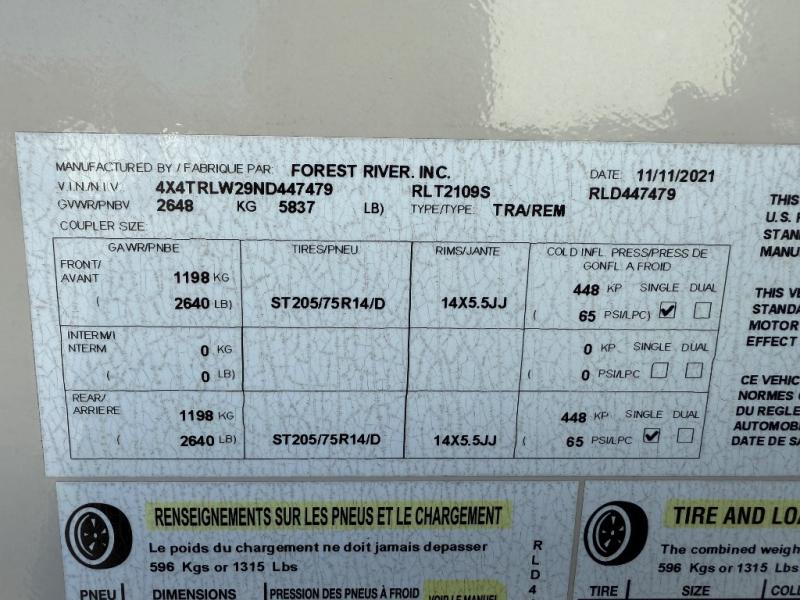 MANUFACTURED BY / FABRIQUE PAR: FOREST RIVER. INC. DATE: 11/11/2021
V.I.N./N.I.V. 4X4TRLW29ND447479 RLT2109S RLD447479
GVWR/PNBV 2648 KG 5837 LB) TYPE/TYPE: TRA/REM
COUPLER SIZE
GAWR/PNBE TIRES/PNEU RIMS/JANTE COLD INFL. PRESS/PRESS DE
GONFL. A FROID
FRONT/
AVANT 1198 KG 448 KP SINGLE DUAL
( 2640 LB) ST205/75R14/D 14X5.5JJ ( 65 PSI/LPC)
INTERM/I
NTERM 0 KG 0 KP SINGLE DUAL
( 0 LB) ( 0 PSI/LPC
REAR/
ARRIERE 1198 KG 448 KP SINGLE DUAL
( 2640 LB) ST205/75R14/D 14X5.5JJ ( 65 PSI/LPC
THIS
U.S. F
STAN
MANU
THIS VE
STANDA
MOTOR
EFFECT
CE VEHIC
NORMES
DU REGLE
AUTOMOBI
DATE DE SA
RENSEIGNEMENTS SUR LES PNEUS ET LE CHARGEMENT
Le poids du chargement ne doit jamais depasser
596 Kgs or 1315 Lbs
PNEU DIMENSIONS PRESSION DES PNEUS À FROID VOIR LE MANUEL
RLD4
TIRE AND LOA
The combined weigh
596 Kgs or 1315 Lbs
TIRE SIZE COL